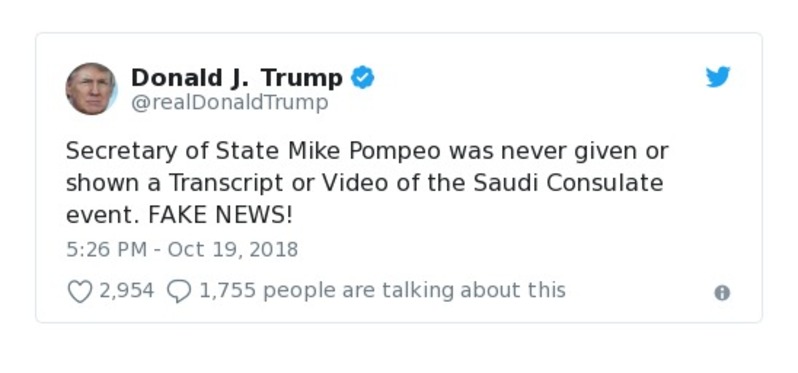 Donald J. Trump
@realDonaldTrump
Secretary of State Mike Pompeo was never given or
shown a Transcript or Video of the Saudi Consulate
event. FAKE NEWS!
5:26 PM - Oct 19, 2018
2,954 1,755 people are talking about this